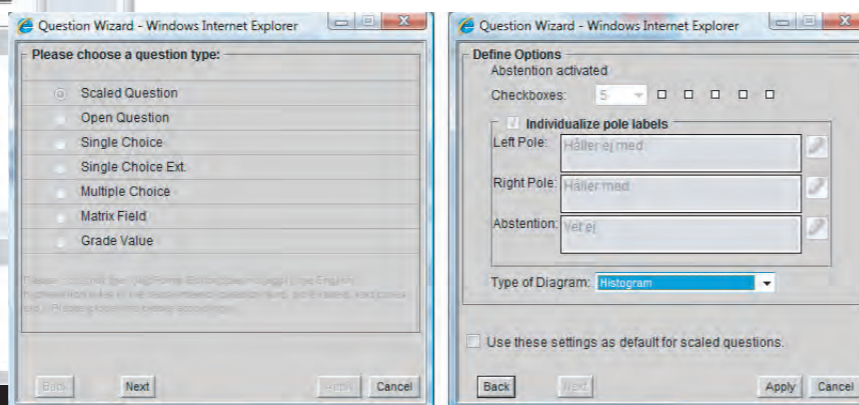 Question Wizard - Windows Internet Explorer
Please choose a question type:
Scaled Question
Open Question
Single Choice
Single Choice Ext.
Multiple Choice
Matrix Field
Grade Value
Back Next Apply Cancel
Question Wizard - Windows Internet Explorer
Define Options
Abstention activated
Checkboxes: 5
Individualize pole labels
Left Pole: Håller ej med
Right Pole: Håller med
Abstention: Vet ej
Type of Diagram: Histogram
Use these settings as default for scaled questions.
Back Next Apply Cancel